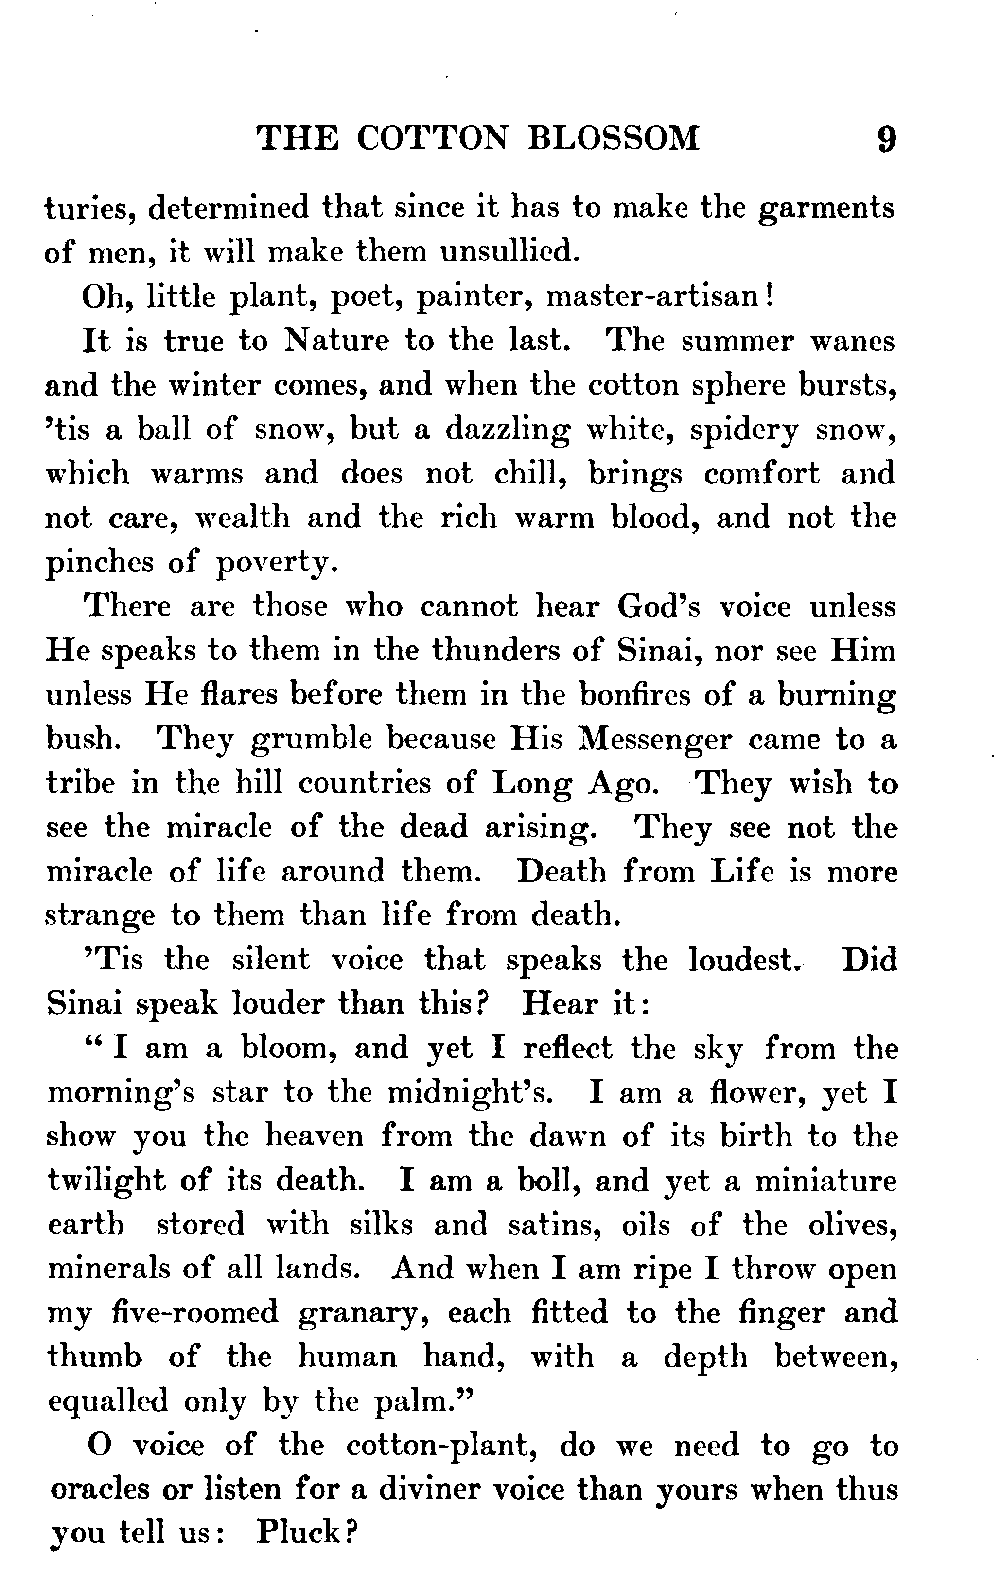 THE COTTON BLOSSOM 9
turies, determined that since it has to make the garments
of men, it will make them unsullied.
Oh, little plant, poet, painter, master-artisan!
It is true to Nature to the last. The summer wanes
and the winter comes, and when the cotton sphere bursts,
'tis a ball of snow, but a dazzling white, spidery snow,
which warms and does not chill, brings comfort and
not care, wealth and the rich warm blood, and not the
pinches of poverty.
There are those who cannot hear God's voice unless
He speaks to them in the thunders of Sinai, nor see Him
unless He flares before them in the bonfires of a burning
bush. They grumble because His Messenger came to a
tribe in the hill countries of Long Ago. They wish to
see the miracle of the dead arising. They see not the
miracle of life around them. Death from Life is more
strange to them than life from death.
'Tis the silent voice that speaks the loudest. Did
Sinai speak louder than this? Hear it:
"I am a bloom, and yet I reflect the sky from the
morning's star to the midnight's. I am a flower, yet I
show you the heaven from the dawn of its birth to the
twilight of its death. I am a boll, and yet a miniature
earth stored with silks and satins, oils of the olives,
minerals of all lands. And when I am ripe I throw open
my five-roomed granary, each fitted to the finger and
thumb of the human hand, with a depth between,
equalled only by the palm."
O voice of the cotton-plant, do we need to go to
oracles or listen for a diviner voice than yours when thus
you tell us: Pluck?